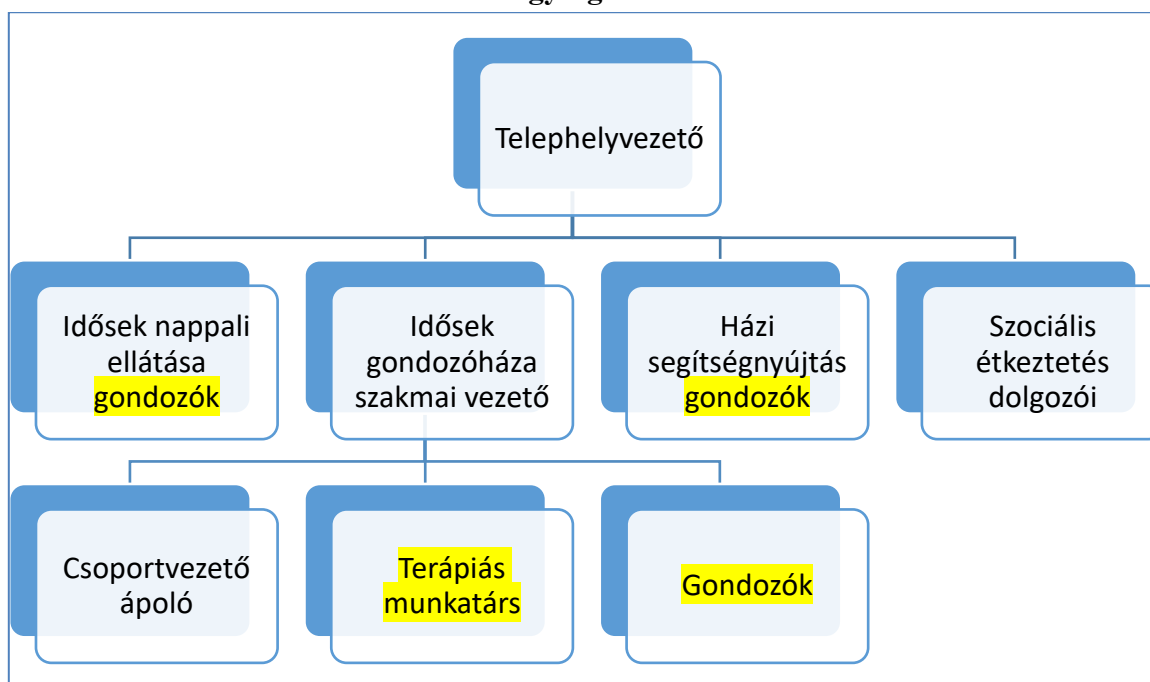 Telephelyvezető
Idősek nappali
ellátása
gondozók
Idősek
gondozóháza
szakmai vezető
Házi
segítségnyújtás
gondozók
Szociális
étkeztetés
dolgozói
Csoportvezető
ápoló
Terápiás
munkatárs
Gondozók